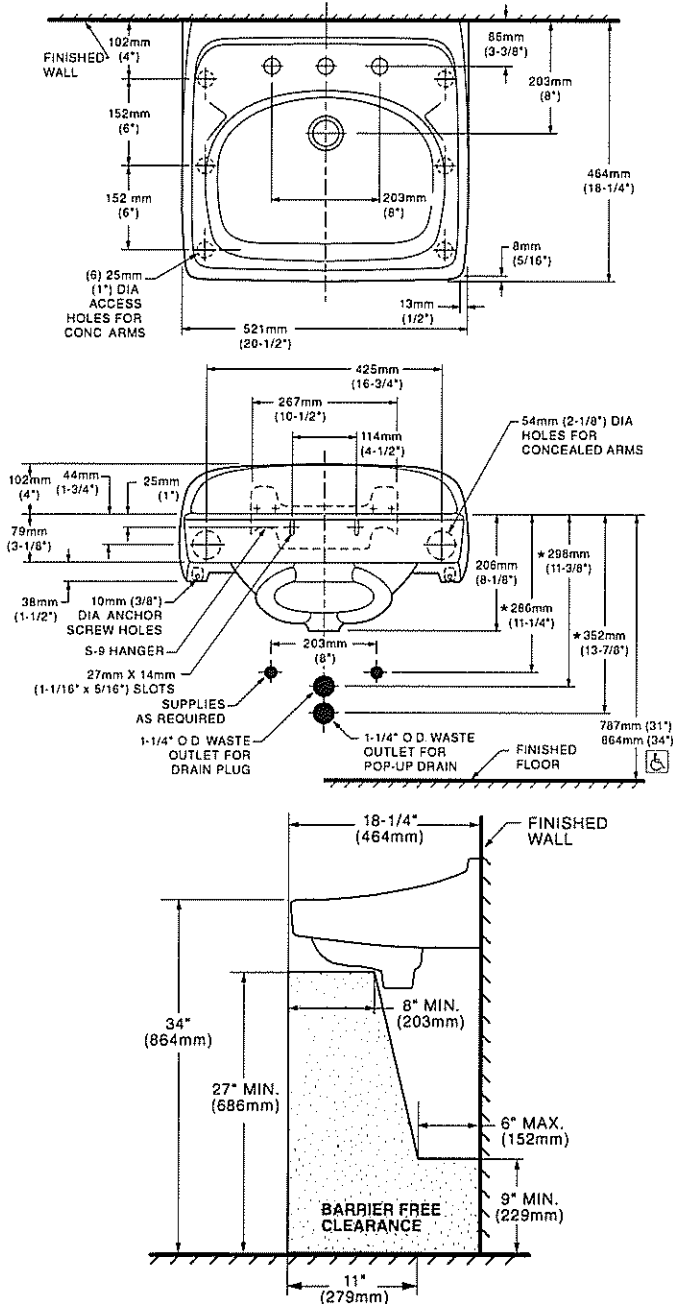 102mm
(4")
FINISHED
WALL
86mm
(3-3/8")
203mm
(8")
152mm
(6")
464mm
(18-1/4")
203mm
(8")
152 mm
(6")
8mm
(5/16")
(6) 25mm
(1") DIA
ACCESS
HOLES FOR
CONC ARMS
13mm
(1/2")
521mm
(20-1/2")
425mm
(16-3/4")
267mm
(10-1/2")
114mm
(4-1/2")
54mm (2-1/8") DIA
HOLES FOR
CONCEALED ARMS
102mm
(4")
44mm
(1-3/4")
25mm
(1")
79mm
(3-1/8")
206mm
(8-1/8")
*298mm
(11-3/8")
*286mm
(11-1/4")
*352mm
(13-7/8")
38mm
(1-1/2")
10mm (3/8")
DIA ANCHOR
SCREW HOLES
S-9 HANGER
27mm X 14mm
(1-1/16" x 5/16") SLOTS
203mm
(8")
SUPPLIES
AS REQUIRED
1-1/4" O D. WASTE
OUTLET FOR
DRAIN PLUG
1-1/4" O.D. WASTE
OUTLET FOR
POP-UP DRAIN
787mm (31")
864mm (34")
FINISHED
FLOOR
18-1/4"
(464mm)
FINISHED
WALL
8" MIN.
(203mm)
34"
(864mm)
27" MIN.
(686mm)
6" MAX.
(152mm)
9" MIN.
(229mm)
BARRIER FREE
CLEARANCE
11"
(279mm)